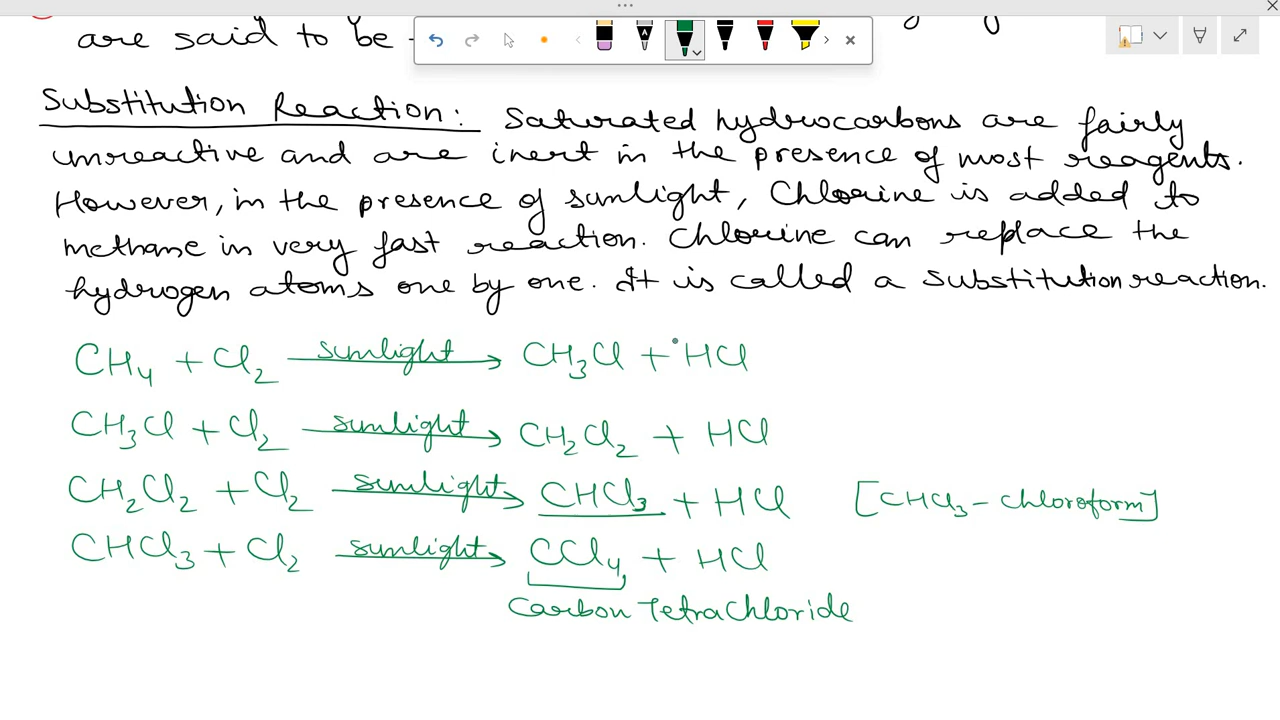 are said to be
Substitution Reaction: Saturated hydrocarbons are fairly
unreactive and are inert in the presence of most reagents.
However, in the presence of sunlight, Chlorine is added to
methane in very fast reaction. Chlorine can replace the
hydrogen atoms one by one. It is called a substitution reaction.
CH₄ + Cl₂ sunlight → CH₃Cl + HCl
CH₃Cl + Cl₂ sunlight → CH₂Cl₂ + HCl
CH₂Cl₂ + Cl₂ sunlight → CHCl₃ + HCl [CHCl₃ - chloroform]
CHCl₃ + Cl₂ sunlight → CCl₄ + HCl
Carbon Tetrachloride